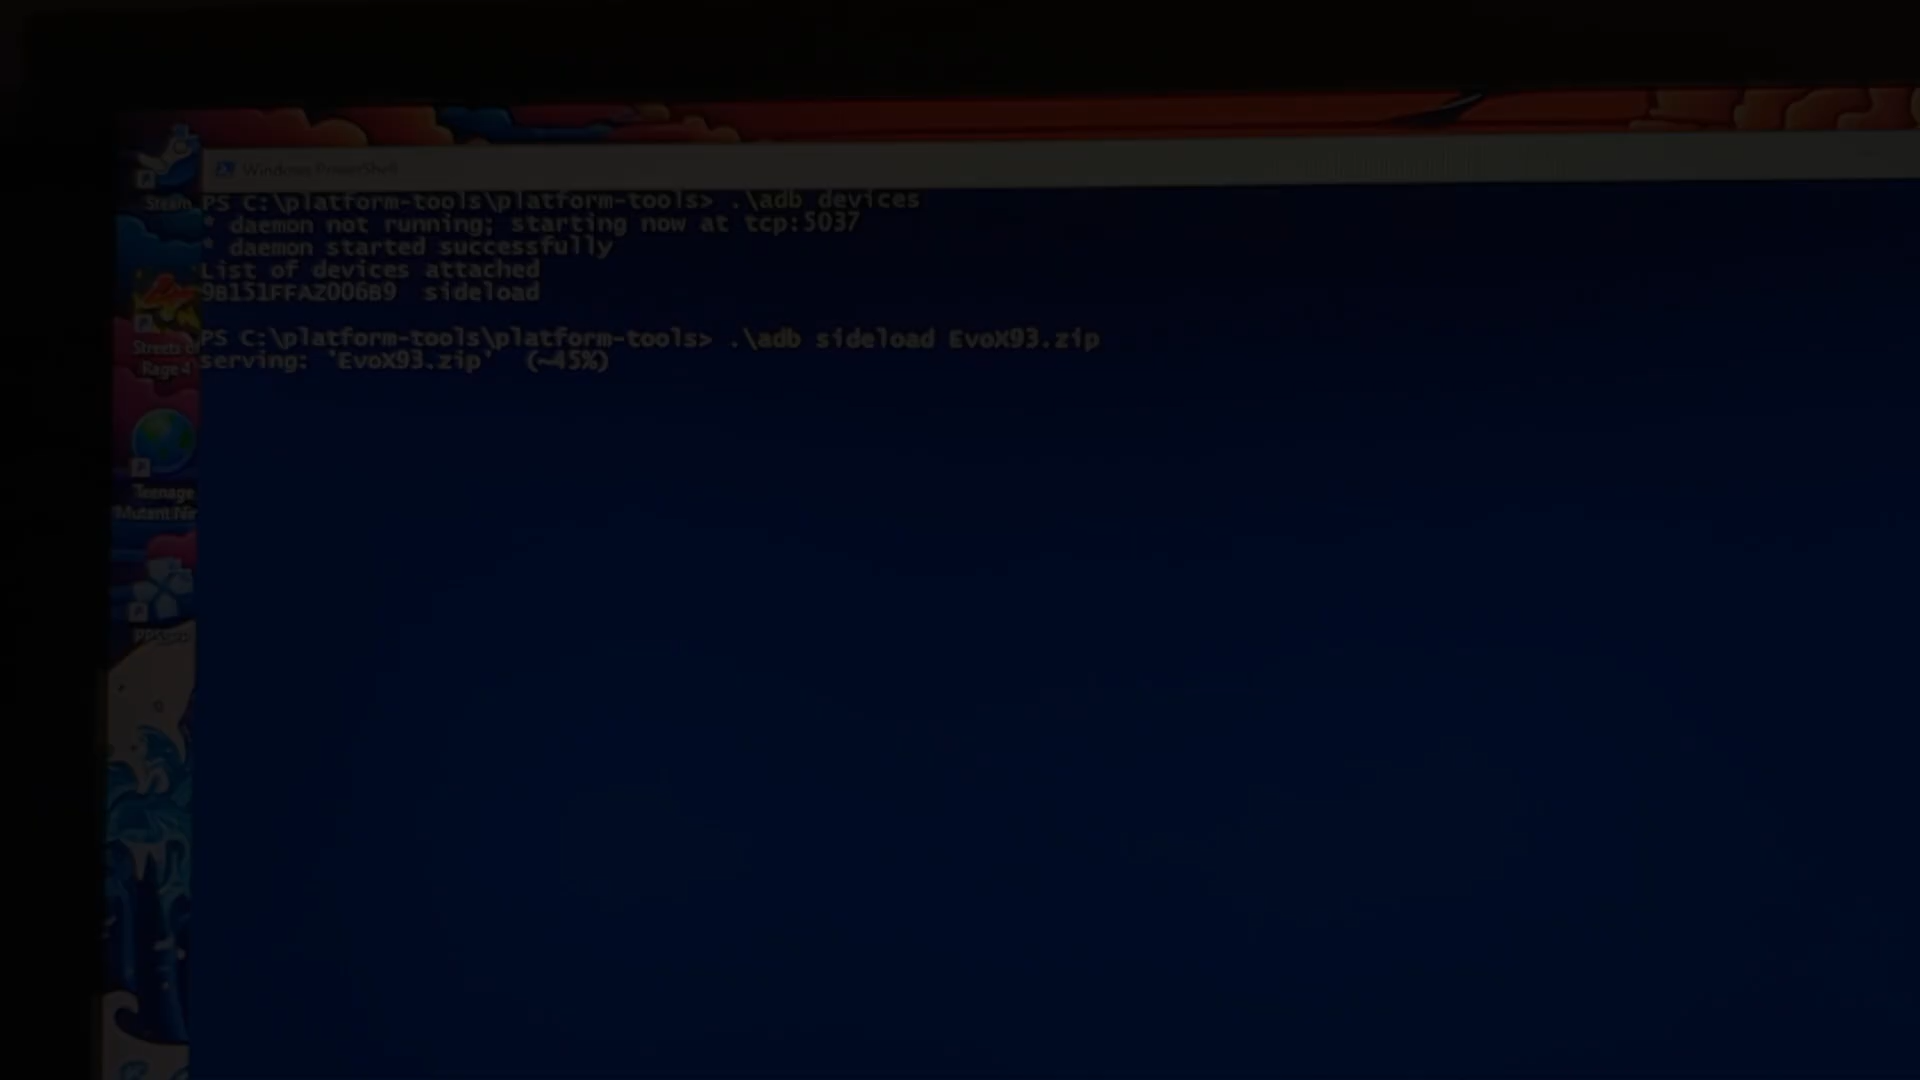 Windows PowerShell
PS C:\platform-tools\platform-tools> .\adb devices
* daemon not running; starting now at tcp:5037
* daemon started successfully
List of devices attached
9B151FFAZ006B9  sideload
PS C:\platform-tools\platform-tools> .\adb sideload EvoX93.zip
serving: 'EvoX93.zip'  (~45%)
Steam
Streets of
Rage 4
Teenage
Mutant Nin